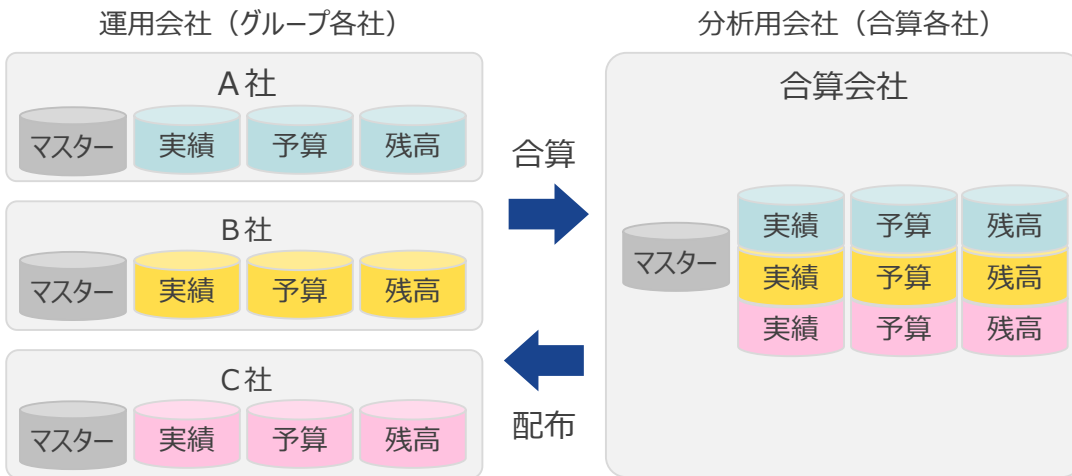 運用会社（グループ各社）
A社
マスター 実績 予算 残高
B社
マスター 実績 予算 残高
C社
マスター 実績 予算 残高
合算
配布
分析用会社（合算各社）
合算会社
マスター
実績 予算 残高
実績 予算 残高
実績 予算 残高